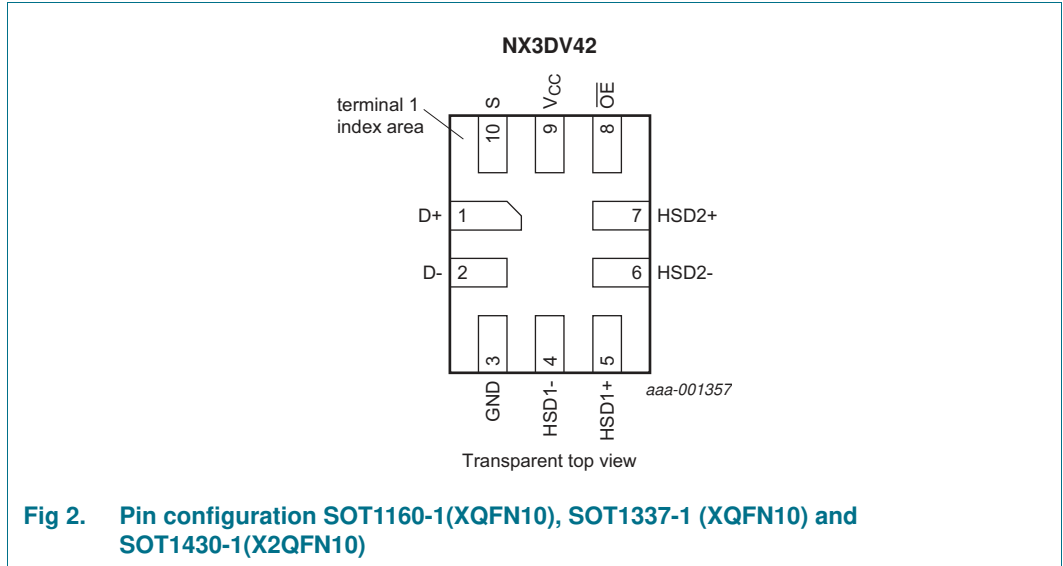 NX3DV42
terminal 1
index area
S
VCC
O̅E̅
10
9
8
D+
1
7
HSD2+
D-
2
6
HSD2-
3
4
5
GND
HSD1-
HSD1+
aaa-001357
Transparent top view
Fig 2. Pin configuration SOT1160-1(XQFN10), SOT1337-1 (XQFN10) and
SOT1430-1(X2QFN10)